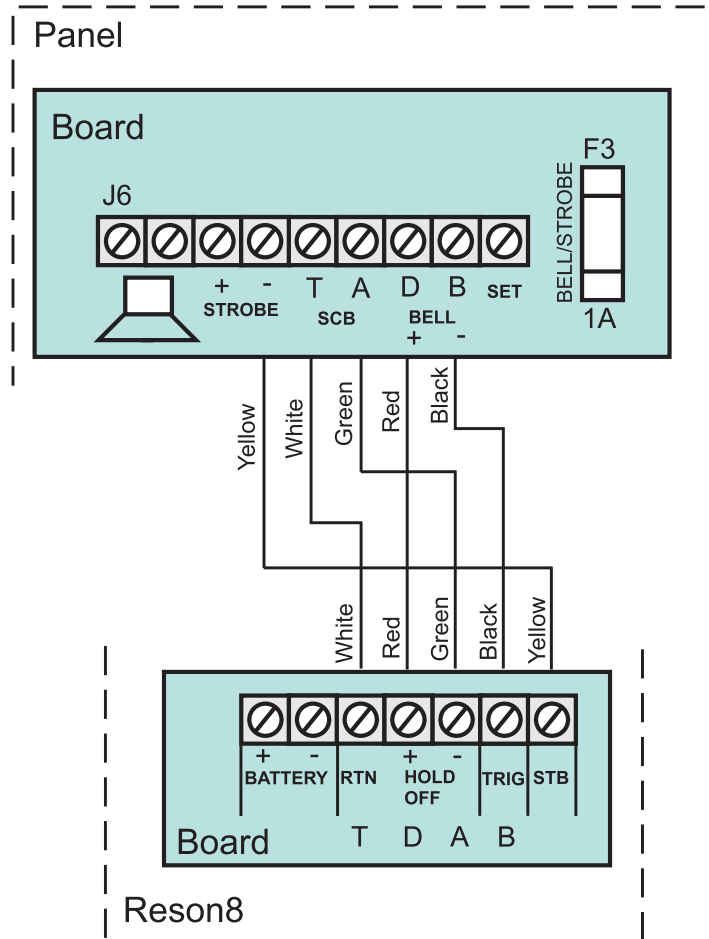 Panel
Board
F3
J6
BELL/STROBE
+ - T A D B SET
STROBE SCB BELL
+ -
1A
Yellow White Green Red Black
White Red Green Black Yellow
+ - + -
BATTERY RTN HOLD OFF TRIG STB
T D A B
Board
Reson8